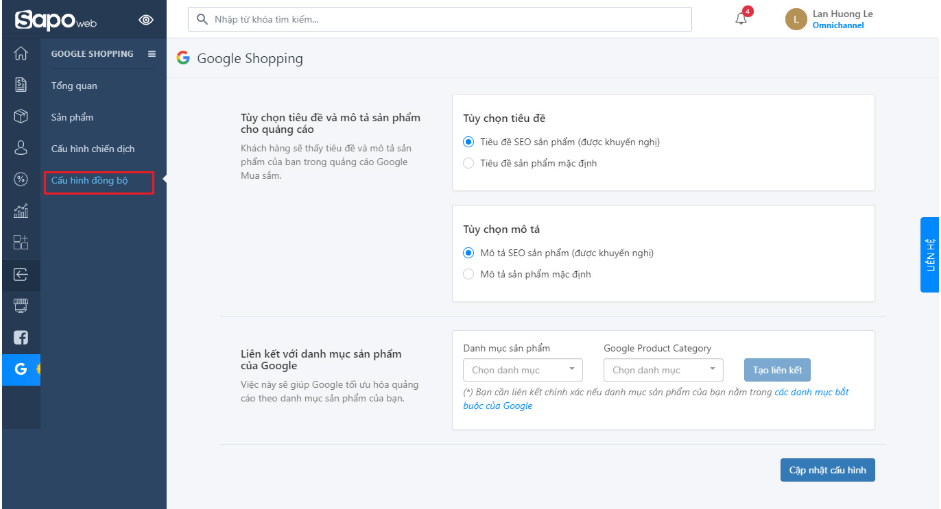 Sapo web
Nhập từ khóa tìm kiếm...
4
L
Lan Huong Le
Omnichannel
GOOGLE SHOPPING
Tổng quan
Sản phẩm
Cấu hình chiến dịch
Cấu hình đồng bộ
G
Google Shopping
Tùy chọn tiêu đề và mô tả sản phẩm
cho quảng cáo
Khách hàng sẽ thấy tiêu đề và mô tả sản
phẩm của bạn trong quảng cáo Google
Mua sắm.
Tùy chọn tiêu đề
Tiêu đề SEO sản phẩm (được khuyến nghị)
Tiêu đề sản phẩm mặc định
Tùy chọn mô tả
Mô tả SEO sản phẩm (được khuyến nghị)
Mô tả sản phẩm mặc định
LIÊN HỆ
Liên kết với danh mục sản phẩm
của Google
Việc này sẽ giúp Google tối ưu hóa quảng
cáo theo danh mục sản phẩm của bạn.
Danh mục sản phẩm
Google Product Category
Chọn danh mục
Chọn danh mục
Tạo liên kết
(*) Bạn cần liên kết chính xác nếu danh mục sản phẩm của bạn nằm trong các danh mục bắt
buộc của Google
Cập nhật cấu hình